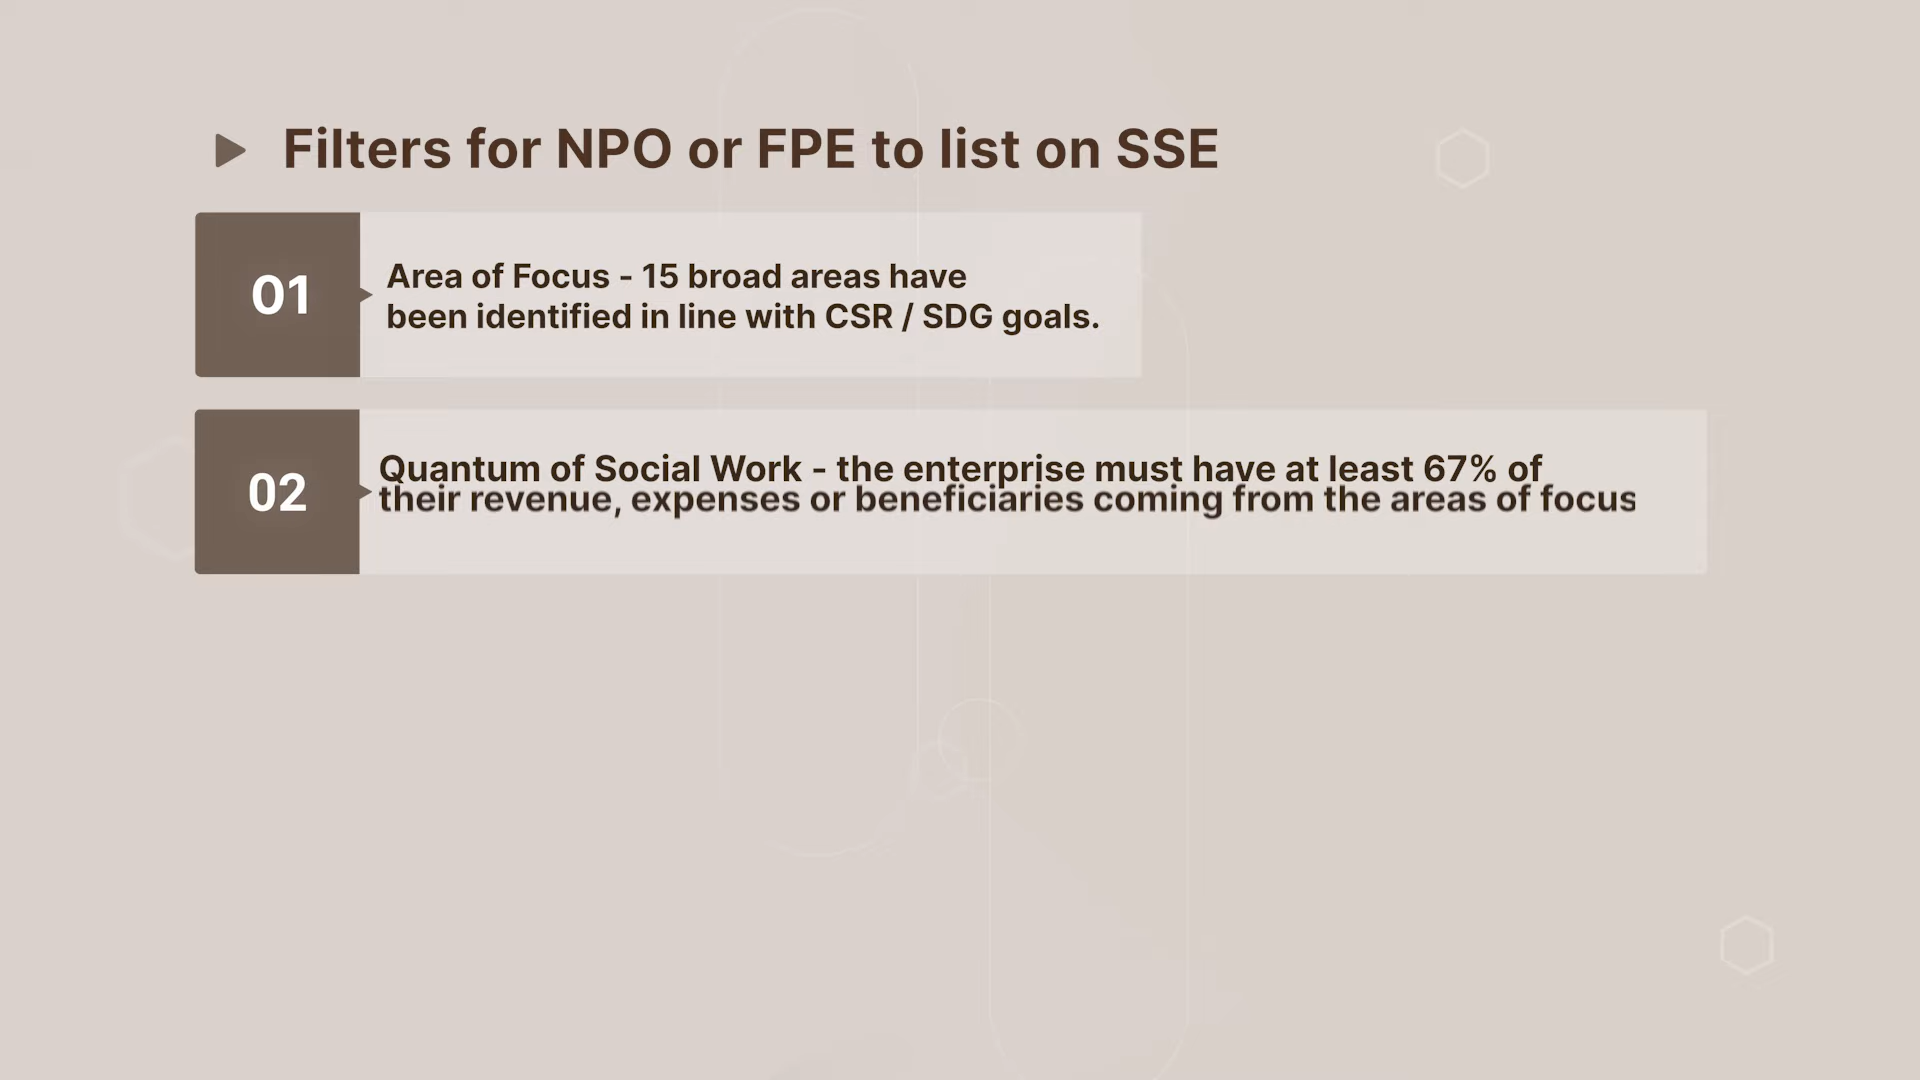 Filters for NPO or FPE to list on SSE
01
Area of Focus - 15 broad areas have
been identified in line with CSR / SDG goals.
02
Quantum of Social Work - the enterprise must have at least 67% of
their revenue, expenses or beneficiaries coming from the areas of focus